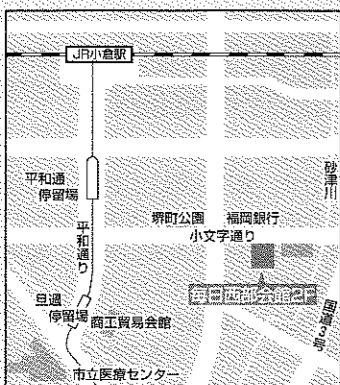 JR小倉駅
平和通
停留場
砂津川
堺町公園
福岡銀行
小文字通り
平和通り
毎日西部会館2F
国道3号
旦過
停留場
商工貿易会館
市立医療センター